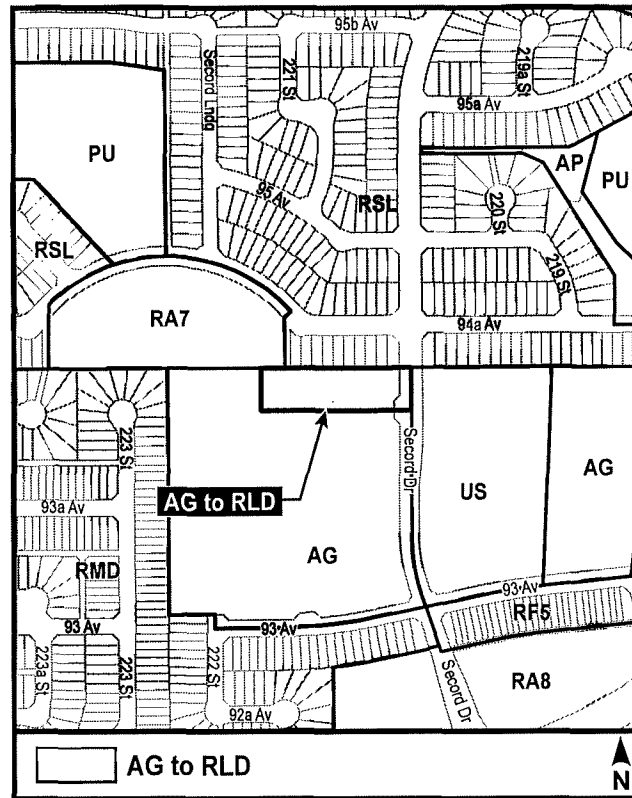 95b Av
Secord Lndg
221 St
219a St
95a Av
PU
AP
PU
RSL
95 Av
RSL
220 St
219 St
RA7
94a Av
223 St
Secord Dr
AG
US
AG to RLD
93a Av
AG
RMD
93 Av
RF5
93 Av
93 Av
223a St
223 St
222 St
Secord Dr
RA8
92a Av
AG to RLD
N